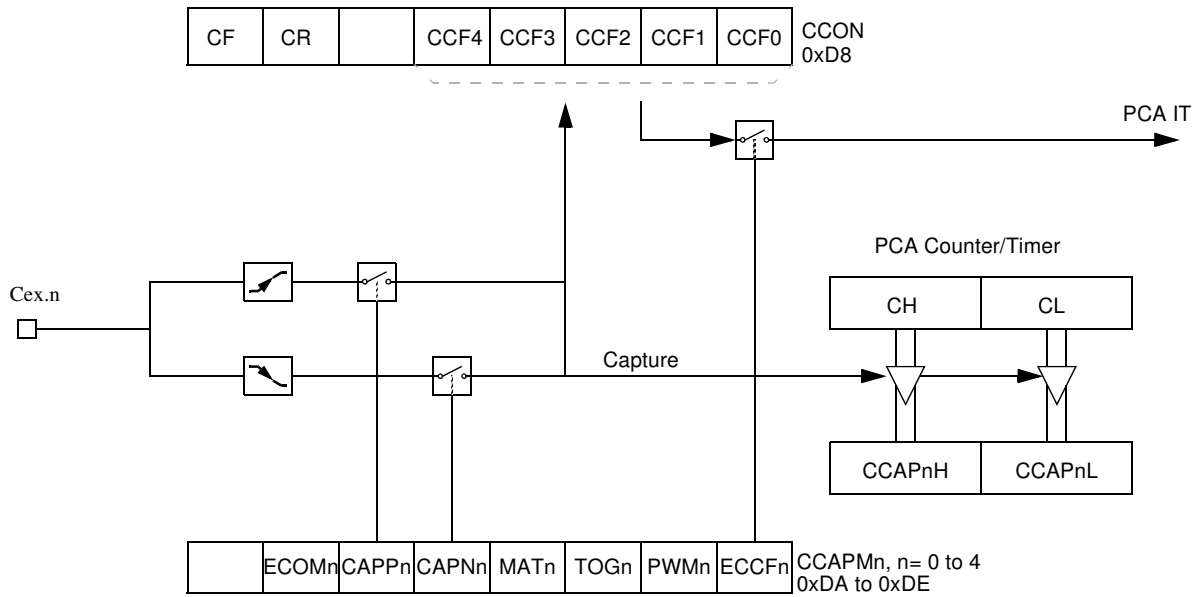 CF CR CCF4 CCF3 CCF2 CCF1 CCF0 CCON
0xD8
PCA IT
PCA Counter/Timer
Cex.n
CH CL
Capture
CCAPnH CCAPnL
ECOMn CAPPn CAPNn MATn TOGn PWMn ECCFn CCAPMn, n= 0 to 4
0xDA to 0xDE